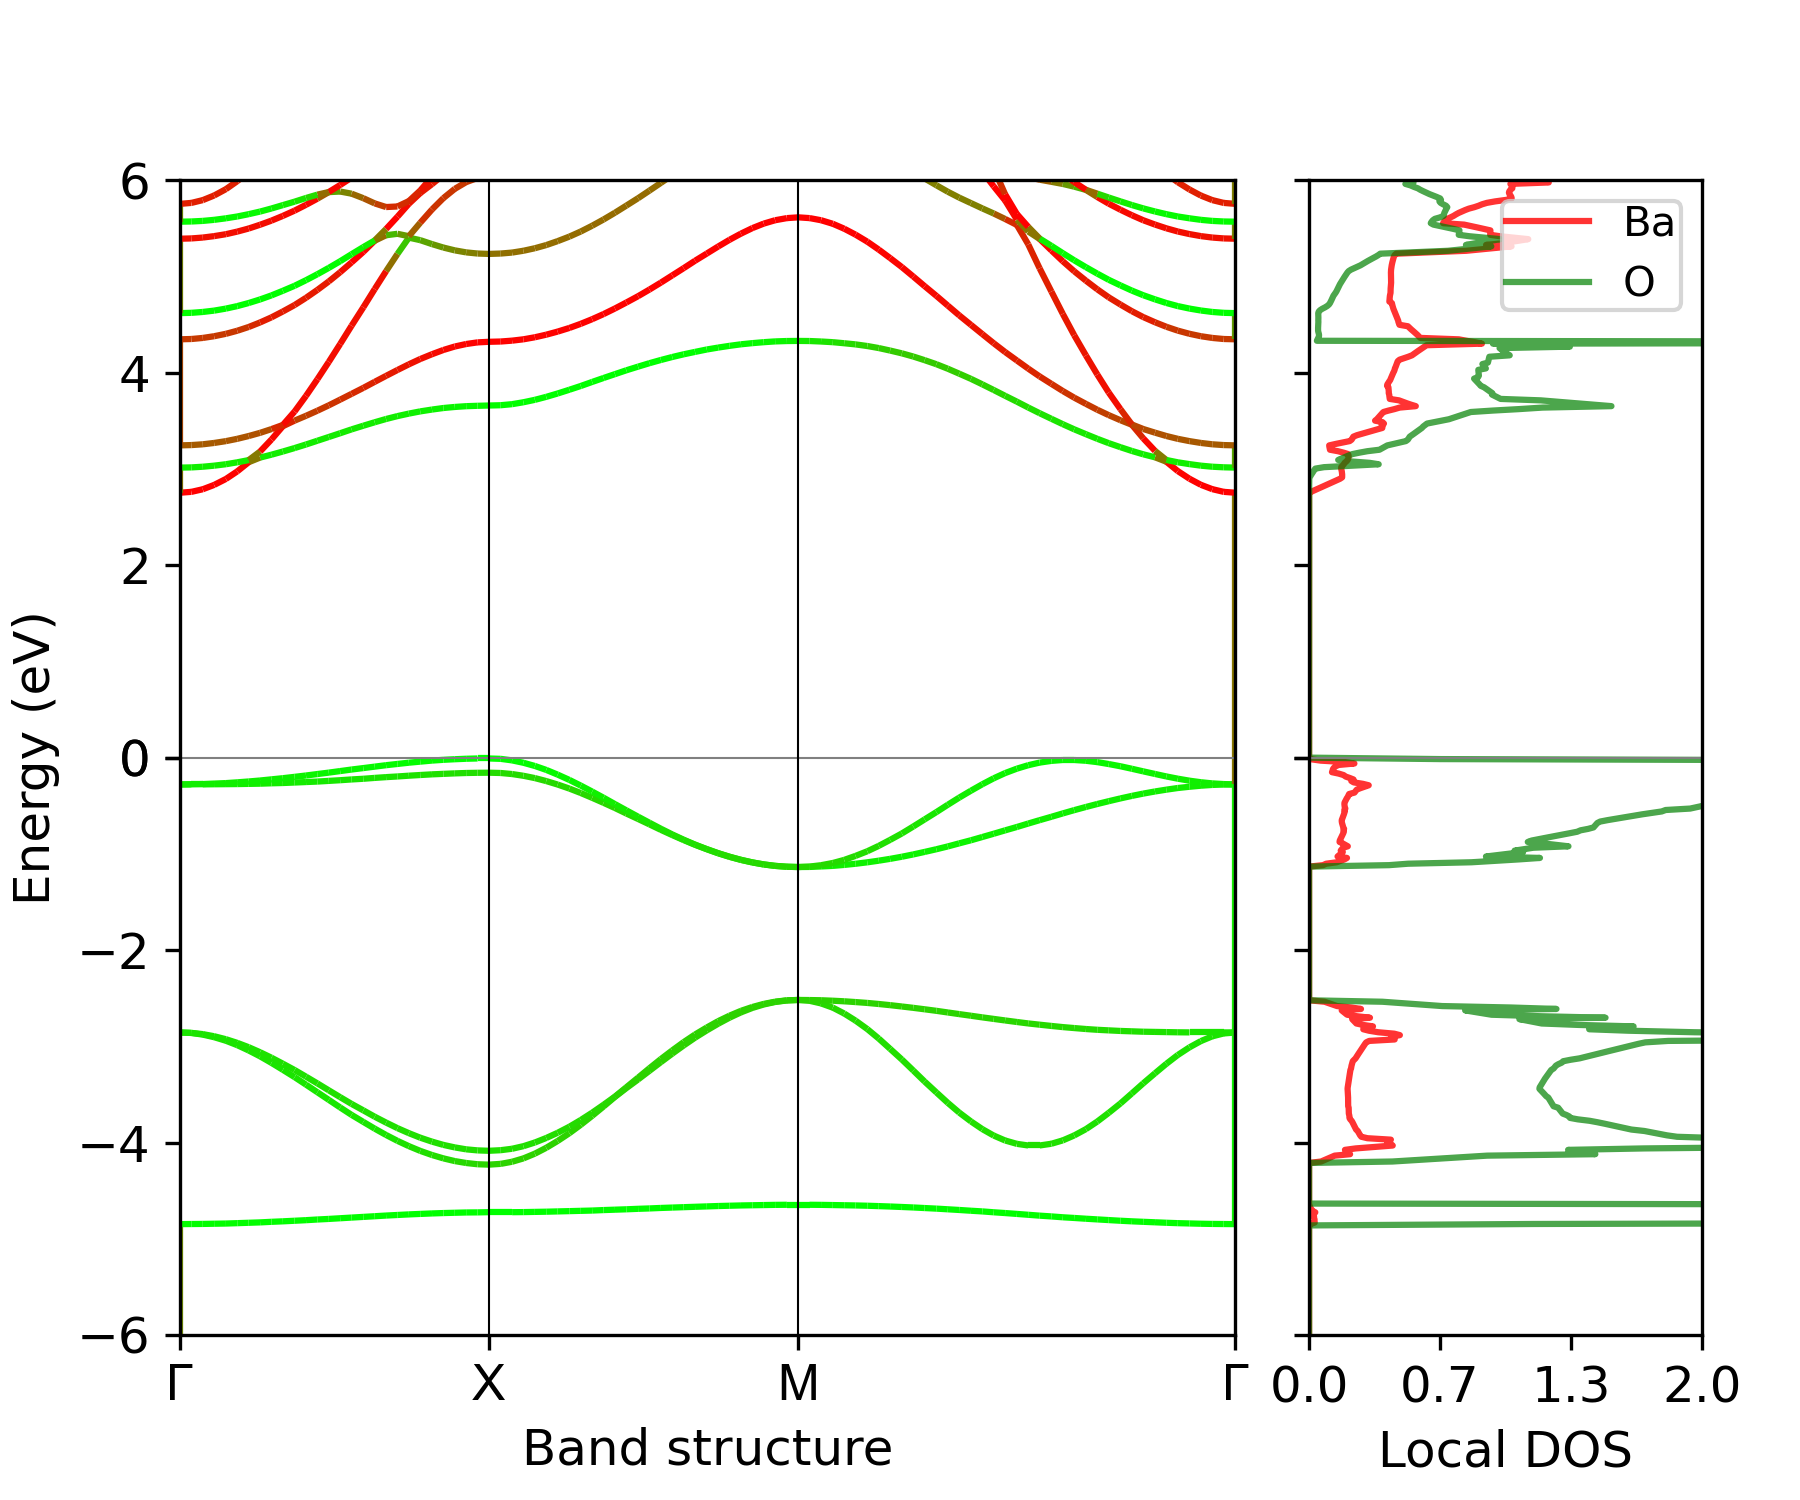 Energy (eV)
6
4
2
0
−2
−4
−6
Γ X M Γ
Band structure
Ba
O
0.0 0.7 1.3 2.0
Local DOS